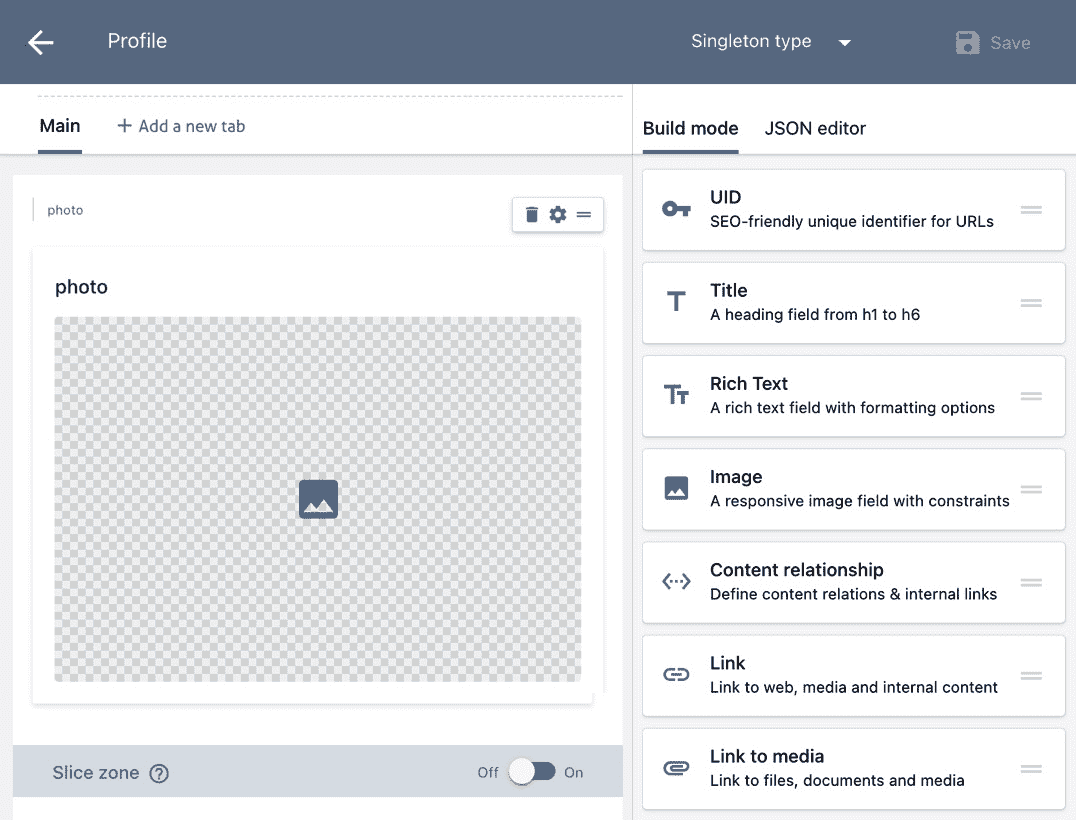 Profile
Singleton type
Save
Main
Add a new tab
Build mode
JSON editor
photo
photo
Slice zone
Off
On
UID
SEO-friendly unique identifier for URLs
Title
A heading field from h1 to h6
Rich Text
A rich text field with formatting options
Image
A responsive image field with constraints
Content relationship
Define content relations & internal links
Link
Link to web, media and internal content
Link to media
Link to files, documents and media